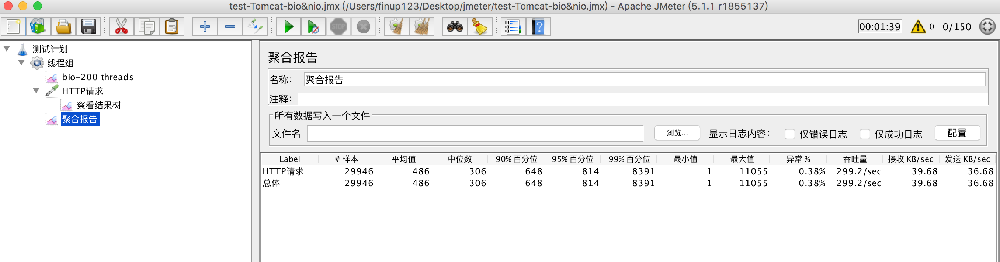 test-Tomcat-bio&nio.jmx (/Users/finup123/Desktop/jmeter/test-Tomcat-bio&nio.jmx) - Apache JMeter (5.1.1 r1855137)
STOP 00:01:39 0 0/150
测试计划
线程组
bio-200 threads
HTTP请求
察看结果树
聚合报告
聚合报告
名称: 聚合报告
注释:
所有数据写入一个文件
文件名 浏览... 显示日志内容: 仅错误日志 仅成功日志 配置
Label # 样本 平均值 中位数 90% 百分位 95% 百分位 99% 百分位 最小值 最大值 异常 % 吞吐量 接收 KB/sec 发送 KB/sec
HTTP请求 29946 486 306 648 814 8391 1 11055 0.38% 299.2/sec 39.68 36.68
总体 29946 486 306 648 814 8391 1 11055 0.38% 299.2/sec 39.68 36.68